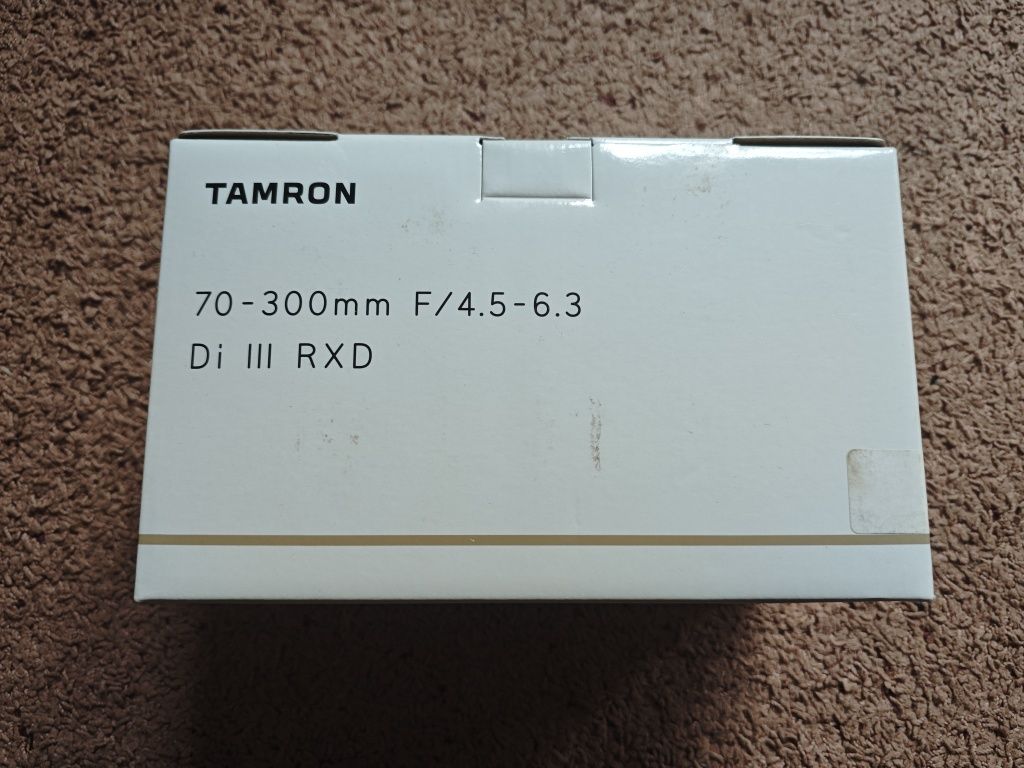 TAMRON
70-300mm F/4.5-6.3
Di III RXD